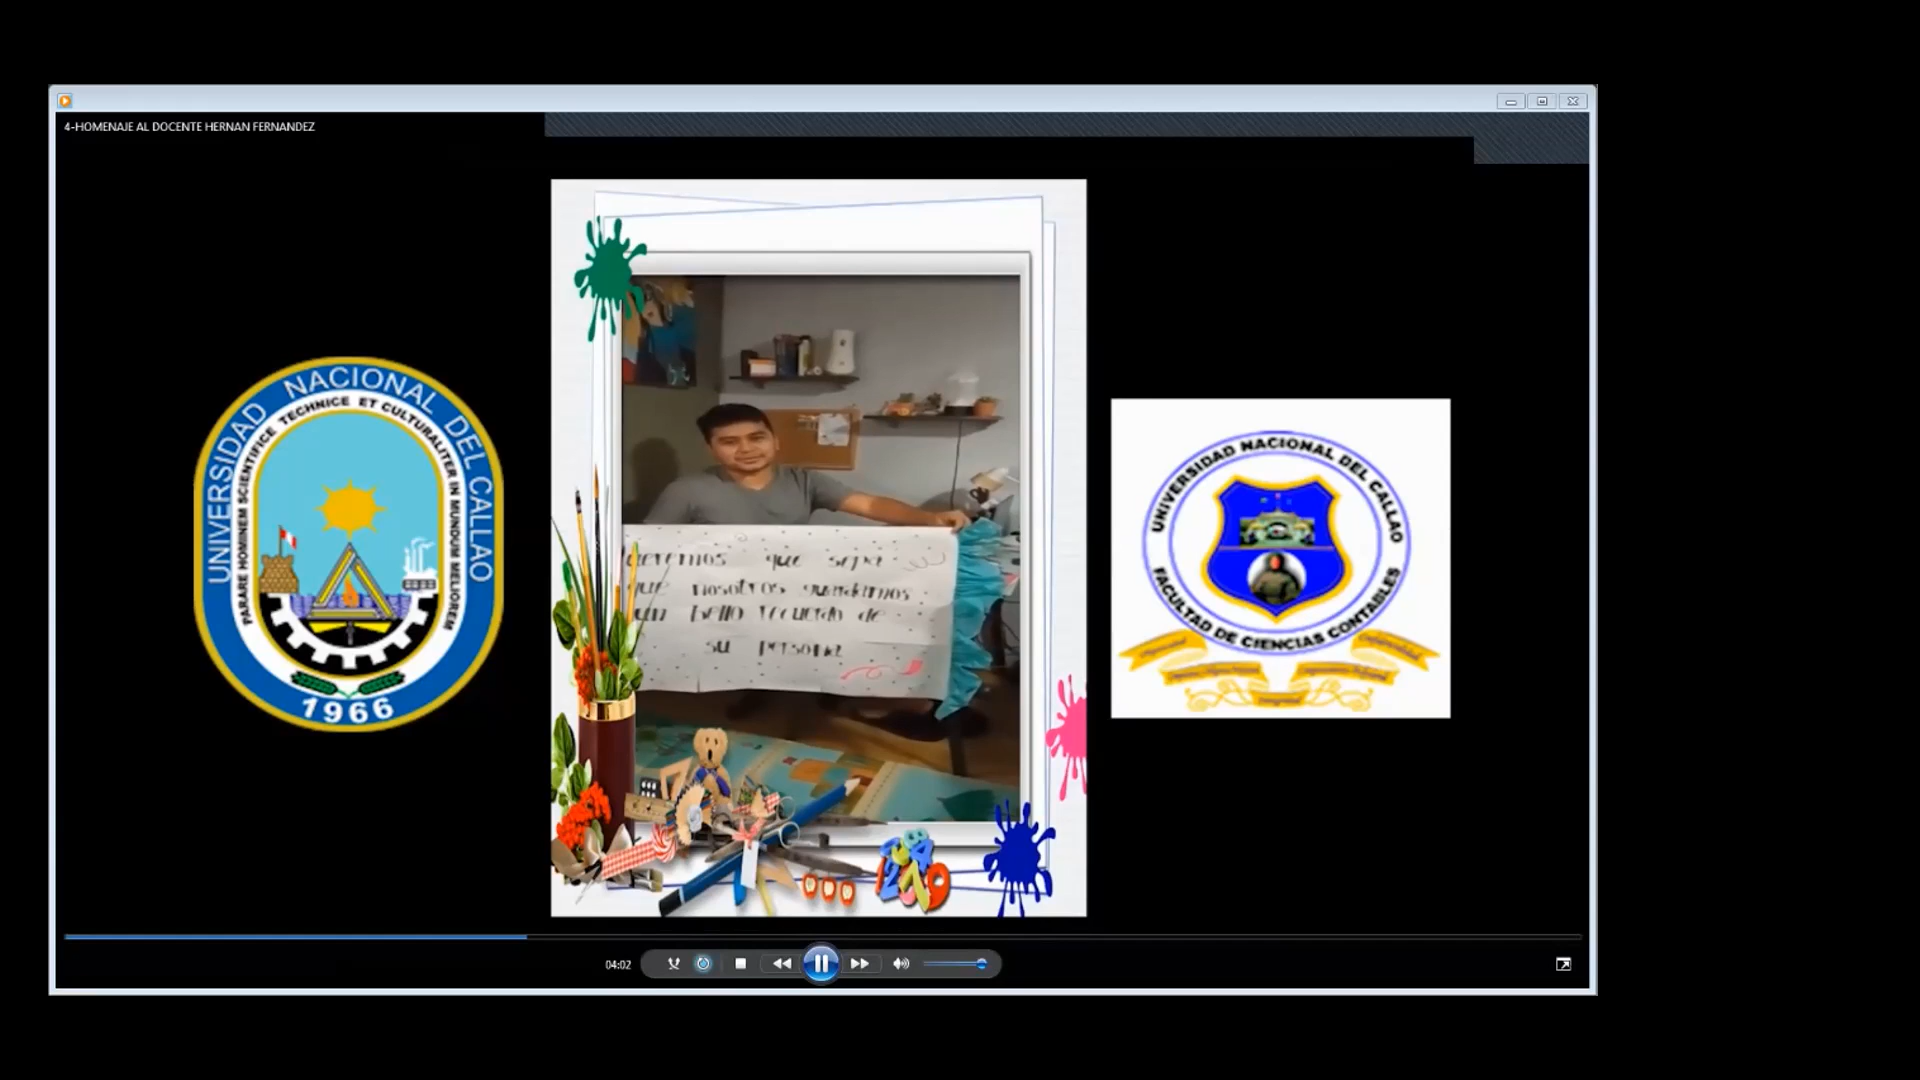 4-HOMENAJE AL DOCENTE HERNAN FERNANDEZ
UNIVERSIDAD NACIONAL DEL CALLAO
PARARE HOMINEM SCIENTIFICE TECHNICE ET CULTURALITER IN MUNDUM MELIOREM
1966
ueremos que sepa
que nosotros guardamos
un bello recuerdo de
su persona
UNIVERSIDAD NACIONAL DEL CALLAO
FACULTAD DE CIENCIAS CONTABLES
04:02